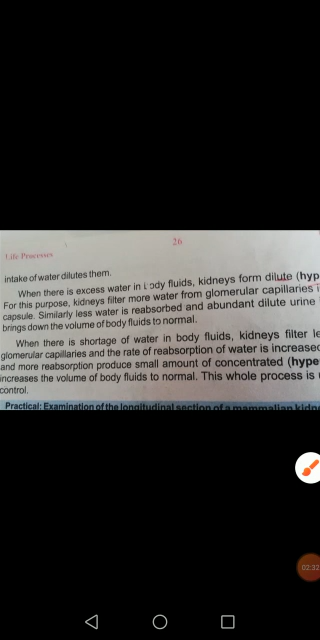 26
Life Processes
intake of water dilutes them.
When there is excess water in body fluids, kidneys form dilute (hyp
For this purpose, kidneys filter more water from glomerular capillaries i
capsule. Similarly less water is reabsorbed and abundant dilute urine
brings down the volume of body fluids to normal.
When there is shortage of water in body fluids, kidneys filter le
glomerular capillaries and the rate of reabsorption of water is increased
and more reabsorption produce small amount of concentrated (hype
increases the volume of body fluids to normal. This whole process is
control.
Practical: Examination of the longitudinal section of a mammalian kidn
02:32